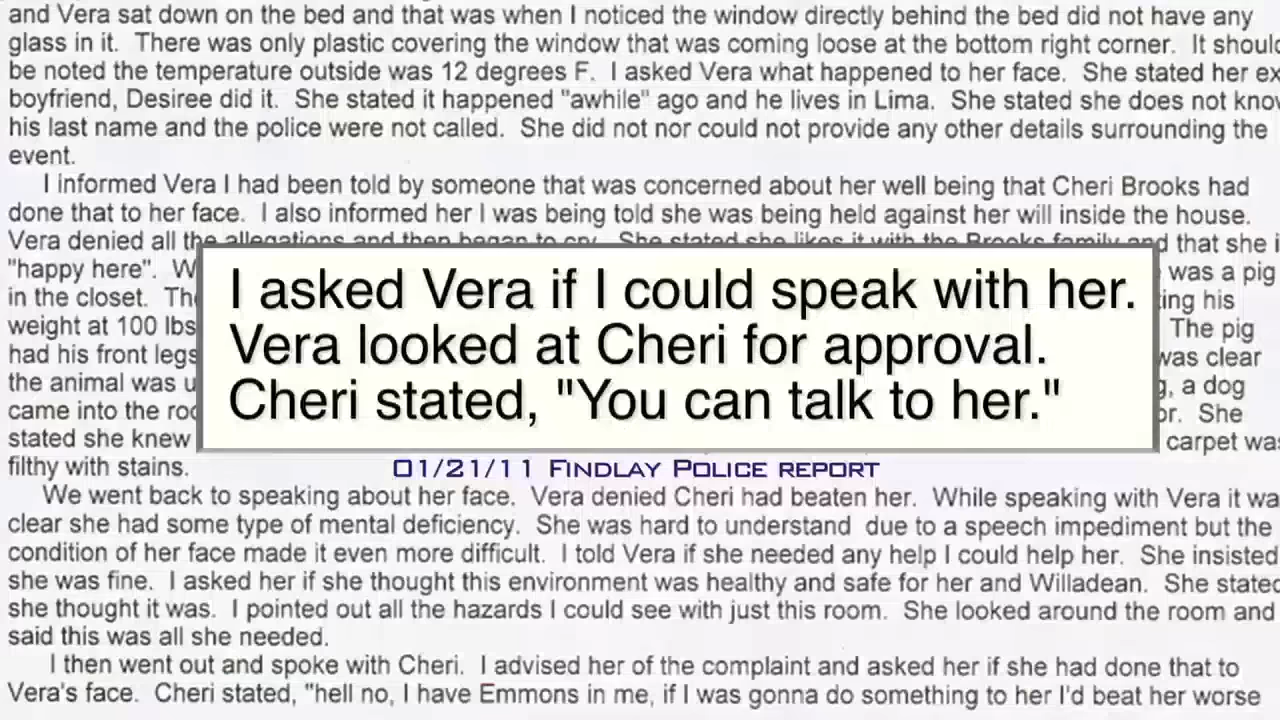 and Vera sat down on the bed and that was when I noticed the window directly behind the bed did not have any
glass in it. There was only plastic covering the window that was coming loose at the bottom right corner. It
be noted the temperature outside was 12 degrees F. I asked Vera what happened to her face. She stated her
boyfriend, Desiree did it. She stated it happened "awhile" ago and he lives in Lima. She stated she does not
his last name and the police were not called. She did not nor could not provide any other details surrounding the
event.
I informed Vera I had been told by someone that was concerned about her well being that Cheri Brooks had
done that to her face. I also informed her I was being told she was being held against her will inside the house.
Vera denied all the allegations and then began to cry. She stated she likes it with the Brooks family and that she
"happy here". was a pig
in the closet. his
weight at 100 lbs The pig
had his front legs was clear
the animal was a dog
came into the She
stated she knew carpet
filthy with stains.
I asked Vera if I could speak with her.
Vera looked at Cheri for approval.
Cheri stated, "You can talk to her."
01/21/11 FINDLAY POLICE REPORT
We went back to speaking about her face. Vera denied Cheri had beaten her. While speaking with Vera it
clear she had some type of mental deficiency. She was hard to understand due to a speech impediment but the
condition of her face made it even more difficult. I told Vera if she needed any help I could help her. She insisted
she was fine. I asked her if she thought this environment was healthy and safe for her and Willadean. She stated
she thought it was. I pointed out all the hazards I could see with just this room. She looked around the room and
said this was all she needed.
I then went out and spoke with Cheri. I advised her of the complaint and asked her if she had done that to
Vera's face. Cheri stated, "hell no, I have Emmons in me, if I was gonna do something to her I'd beat her worse